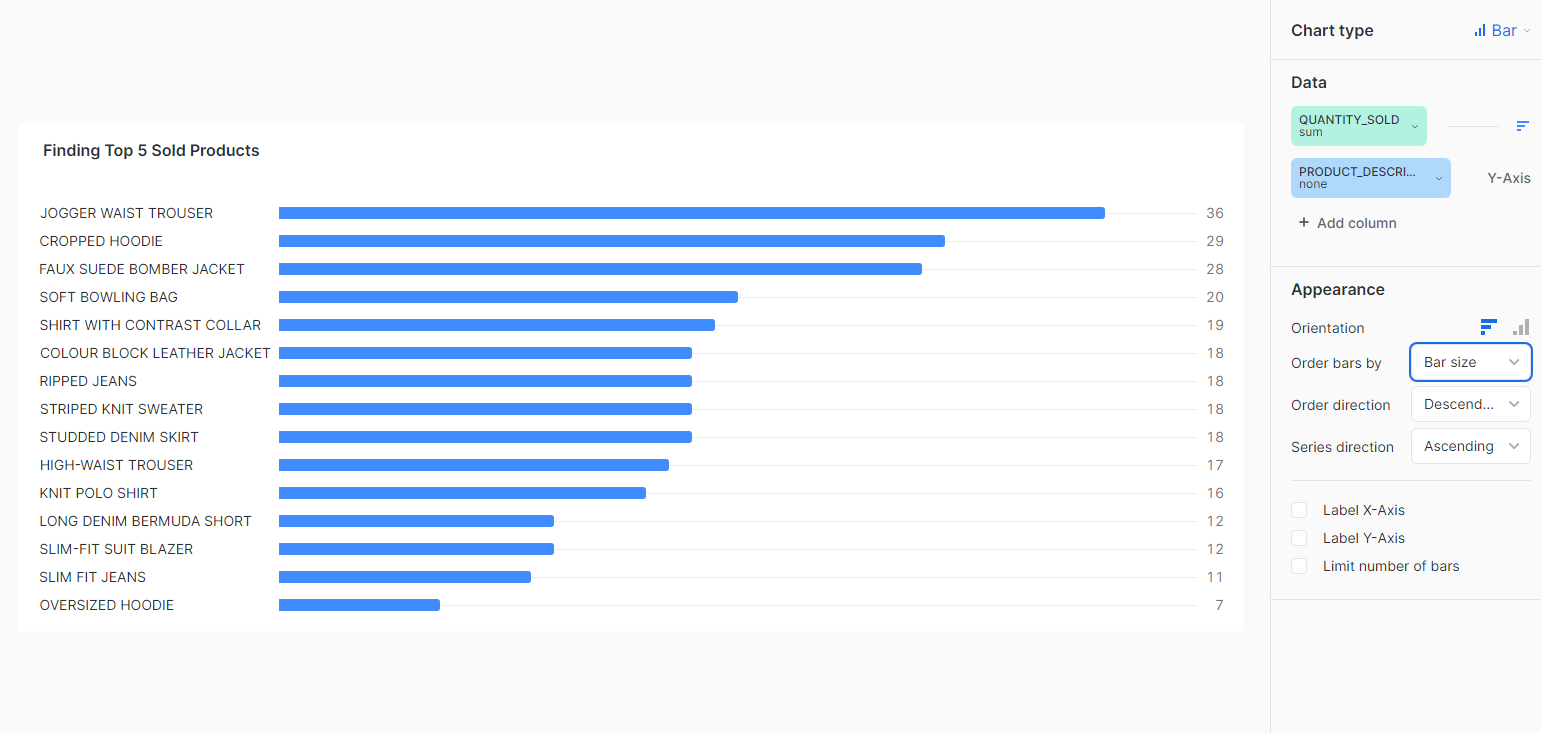 Finding Top 5 Sold Products
JOGGER WAIST TROUSER 36
CROPPED HOODIE 29
FAUX SUEDE BOMBER JACKET 28
SOFT BOWLING BAG 20
SHIRT WITH CONTRAST COLLAR 19
COLOUR BLOCK LEATHER JACKET 18
RIPPED JEANS 18
STRIPED KNIT SWEATER 18
STUDDED DENIM SKIRT 18
HIGH-WAIST TROUSER 17
KNIT POLO SHIRT 16
LONG DENIM BERMUDA SHORT 12
SLIM-FIT SUIT BLAZER 12
SLIM FIT JEANS 11
OVERSIZED HOODIE 7
Chart type Bar
Data
QUANTITY_SOLD
sum
PRODUCT_DESCRI...
none
Y-Axis
+ Add column
Appearance
Orientation
Order bars by Bar size
Order direction Descend...
Series direction Ascending
Label X-Axis
Label Y-Axis
Limit number of bars